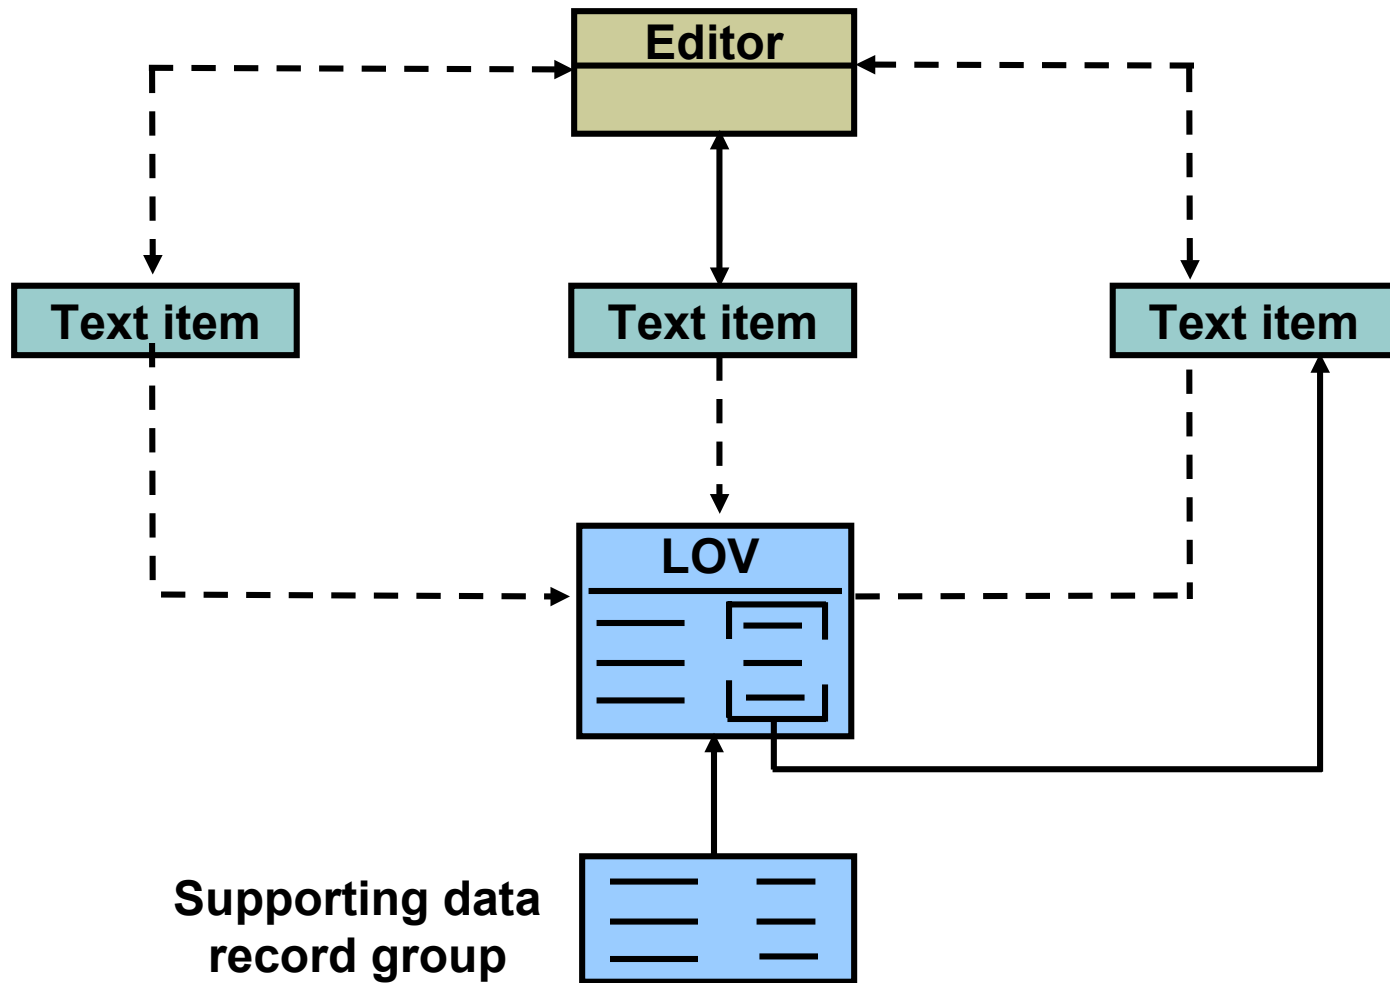 Editor
Text item
Text item
Text item
LOV
Supporting data
record group